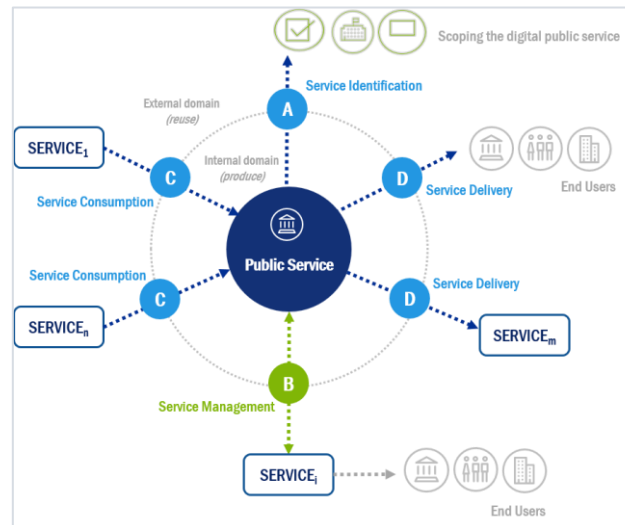 Scoping the digital public service
Service Identification
A
External domain
(reuse)
SERVICE1
Internal domain
(produce)
C
D
Service Consumption
Service Delivery
End Users
Public Service
Service Consumption
Service Delivery
C
D
SERVICEn
SERVICEm
B
Service Management
SERVICEi
End Users